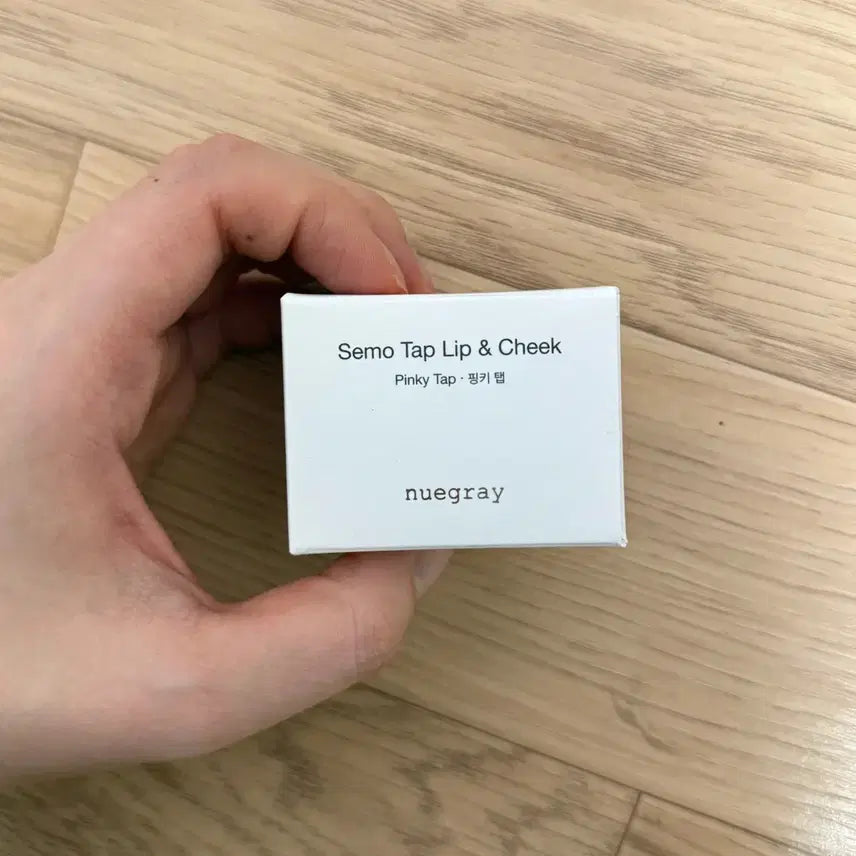 Semo Tap Lip & Cheek
Pinky Tap · 핑키 탭
nuegray